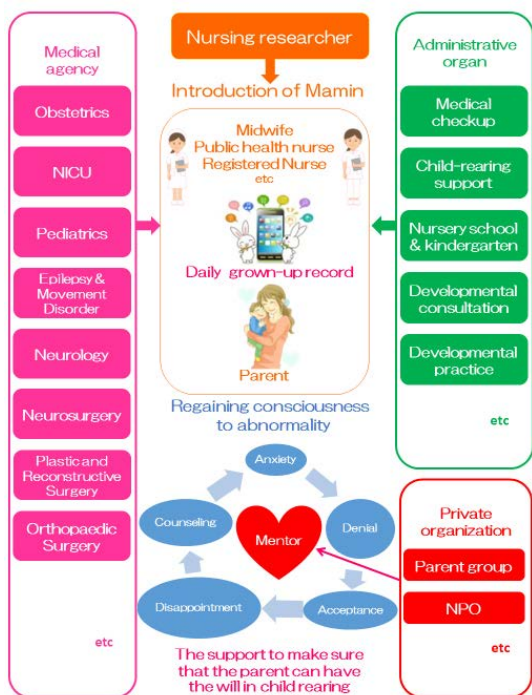 Medical
agency
Obstetrics
NICU
Pediatrics
Epilepsy &
Movement
Disorder
Neurology
Neurosurgery
Plastic and
Reconstructive
Surgery
Orthopaedic
Surgery
etc
Nursing researcher
Introduction of Mamin
Midwife
Public health nurse
Registered Nurse
etc
Daily grown-up record
Parent
Regaining consciousness
to abnormality
Anxiety
Denial
Acceptance
Disappointment
Counseling
Mentor
The support to make sure
that the parent can have
the will in child rearing
Administrative
organ
Medical
checkup
Child-rearing
support
Nursery school
& kindergarten
Developmental
consultation
Developmental
practice
etc
Private
organization
Parent group
NPO
etc